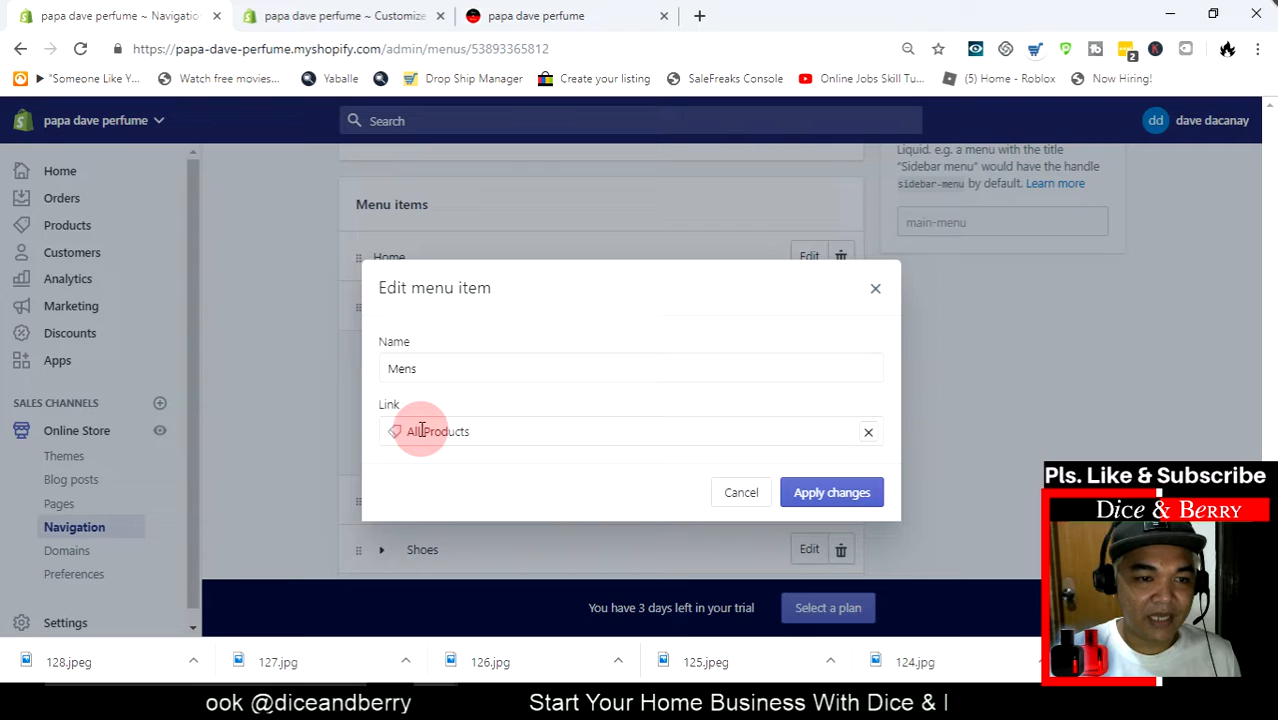 papa dave perfume ~ Navigatio
papa dave perfume ~ Customize
papa dave perfume
https://papa-dave-perfume.myshopify.com/admin/menus/53893365812
2
"Someone Like Y...
Watch free movies...
Yaballe
Drop Ship Manager
Create your listing
SaleFreaks Console
Online Jobs Skill Tu...
(5) Home - Roblox
Now Hiring!
papa dave perfume
Search
dd
dave dacanay
Home
Orders
Products
Customers
Analytics
Marketing
Discounts
Apps
SALES CHANNELS
Online Store
Themes
Blog posts
Pages
Navigation
Domains
Preferences
Settings
Liquid. e.g. a menu with the title
"Sidebar menu" would have the handle
sidebar-menu by default. Learn more
main-menu
Menu items
Home
Edit
Edit menu item
Name
Mens
Link
All Products
Cancel
Apply changes
Shoes
Edit
You have 3 days left in your trial
Select a plan
Pls. Like & Subscribe
Dice & Berry
128.jpeg
127.jpg
126.jpg
125.jpeg
124.jpg
ook @diceandberry
Start Your Home Business With Dice &